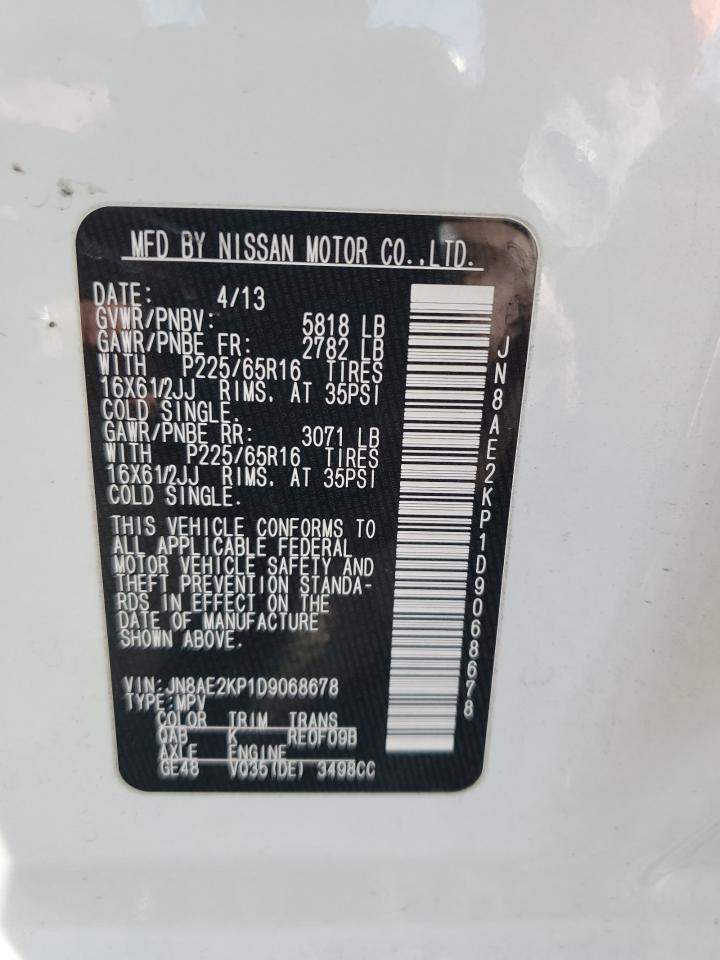 MFD BY NISSAN MOTOR CO.,LTD.
DATE: 4/13
GVWR/PNBV: 5818 LB
GAWR/PNBE FR: 2782 LB
WITH P225/65R16 TIRES
16X61/2JJ RIMS, AT 35PSI
COLD SINGLE.
GAWR/PNBE RR: 3071 LB
WITH P225/65R16 TIRES
16X61/2JJ RIMS, AT 35PSI
COLD SINGLE.
THIS VEHICLE CONFORMS TO
ALL APPLICABLE FEDERAL
MOTOR VEHICLE SAFETY AND
THEFT PREVENTION STANDA-
RDS IN EFFECT ON THE
DATE OF MANUFACTURE
SHOWN ABOVE.
VIN:JN8AE2KP1D9068678
TYPE:MPV
COLOR TRIM TRANS
QAB K RE0F09B
AXLE ENGINE
GE48 VQ35(DE) 3498CC
JN8AE2KP1D9068678